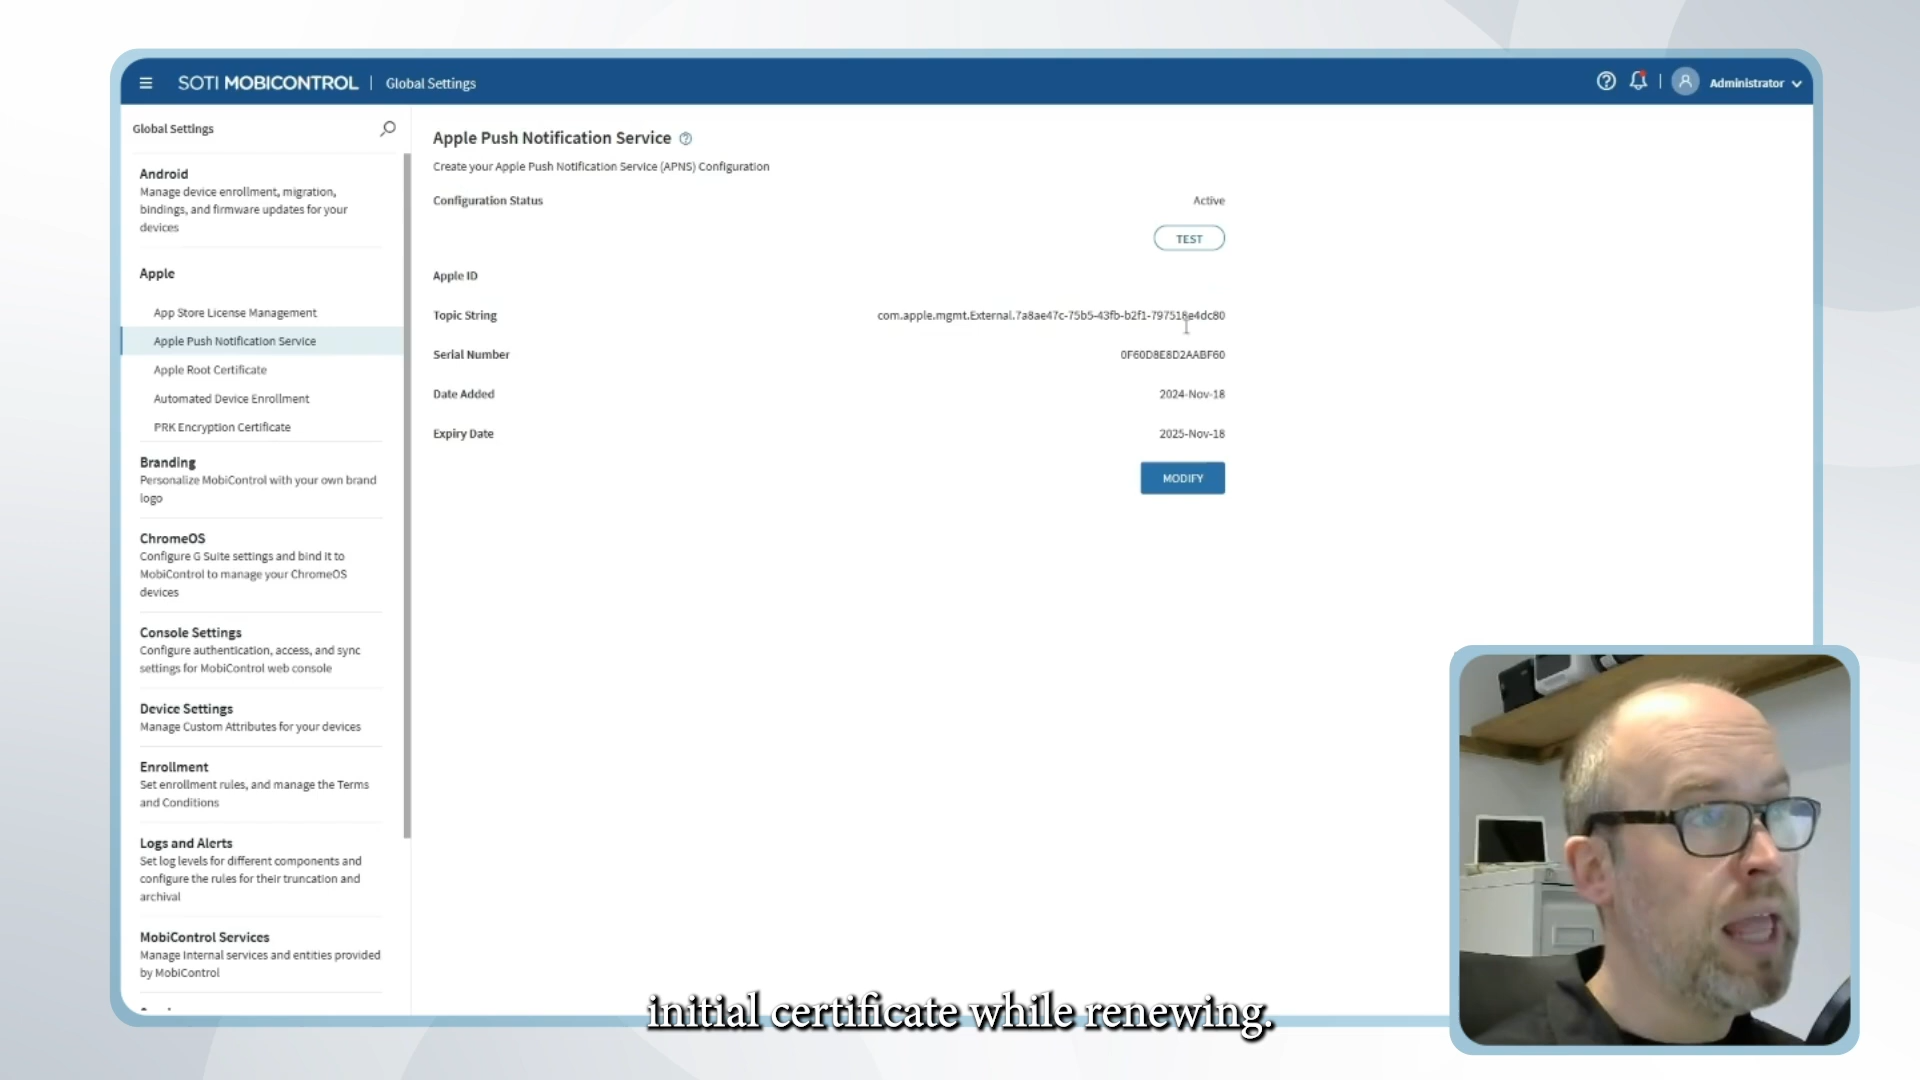 SOTI MOBICONTROL | Global Settings
Administrator
Global Settings
Android
Manage device enrollment, migration,
bindings, and firmware updates for your
devices
Apple
App Store License Management
Apple Push Notification Service
Apple Root Certificate
Automated Device Enrollment
PRK Encryption Certificate
Branding
Personalize MobiControl with your own brand
logo
ChromeOS
Configure G Suite settings and bind it to
MobiControl to manage your ChromeOS
devices
Console Settings
Configure authentication, access, and sync
settings for MobiControl web console
Device Settings
Manage Custom Attributes for your devices
Enrollment
Set enrollment rules, and manage the Terms
and Conditions
Logs and Alerts
Set log levels for different components and
configure the rules for their truncation and
archival
MobiControl Services
Manage Internal services and entities provided
by MobiControl
Apple Push Notification Service
Create your Apple Push Notification Service (APNS) Configuration
Configuration Status Active
TEST
Apple ID
Topic String com.apple.mgmt.External.7a8ae47c-75b5-43fb-b2f1-797518e4dc80
Serial Number 0F60D8E8D2AABF60
Date Added 2024-Nov-18
Expiry Date 2025-Nov-18
MODIFY
initial certificate while renewing.